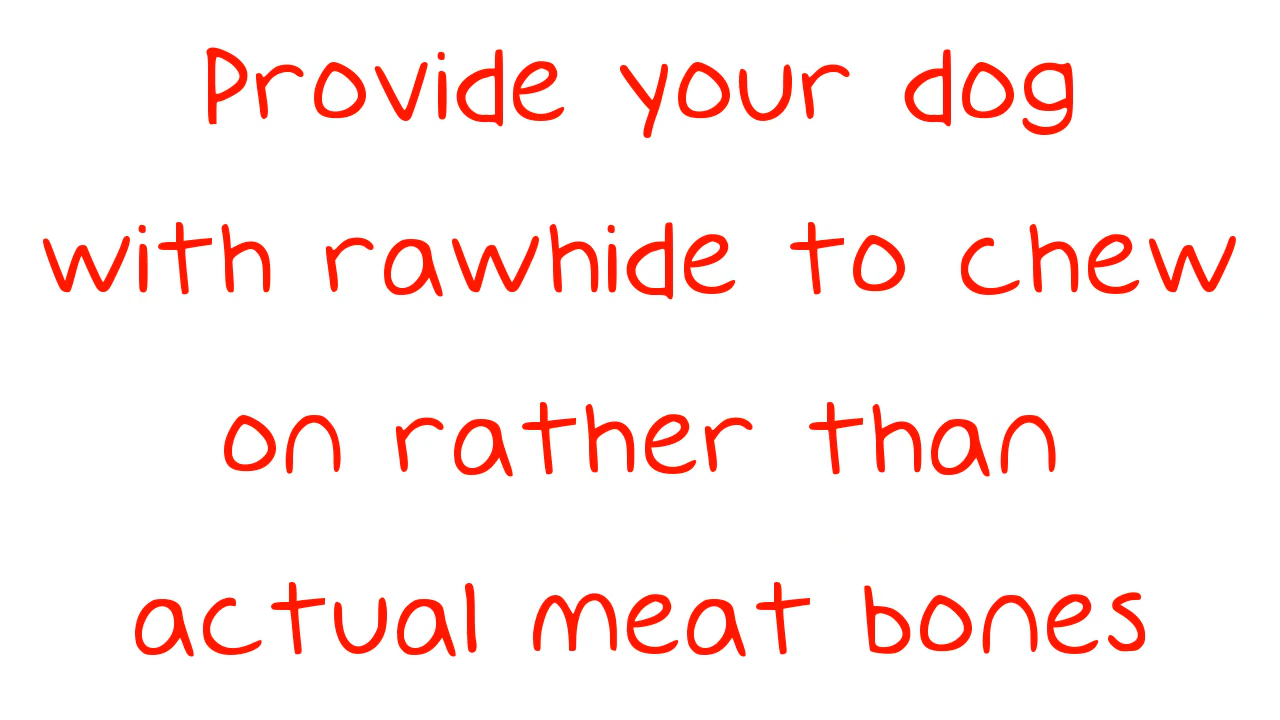 Provide your dog
with rawhide to chew
on rather than
actual meat bones